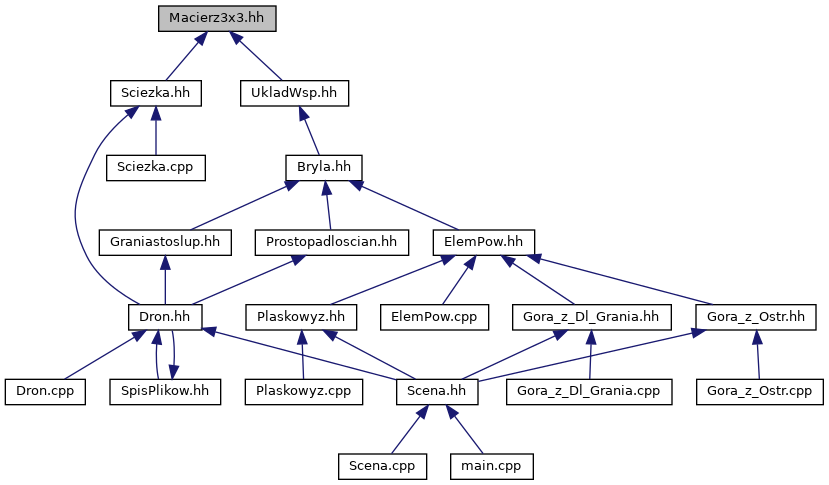 Macierz3x3.hh
Sciezka.hh
UkladWsp.hh
Sciezka.cpp
Bryla.hh
Graniastoslup.hh
Prostopadloscian.hh
ElemPow.hh
Dron.hh
Plaskowyz.hh
ElemPow.cpp
Gora_z_Dl_Grania.hh
Gora_z_Ostr.hh
Dron.cpp
SpisPlikow.hh
Plaskowyz.cpp
Scena.hh
Gora_z_Dl_Grania.cpp
Gora_z_Ostr.cpp
Scena.cpp
main.cpp